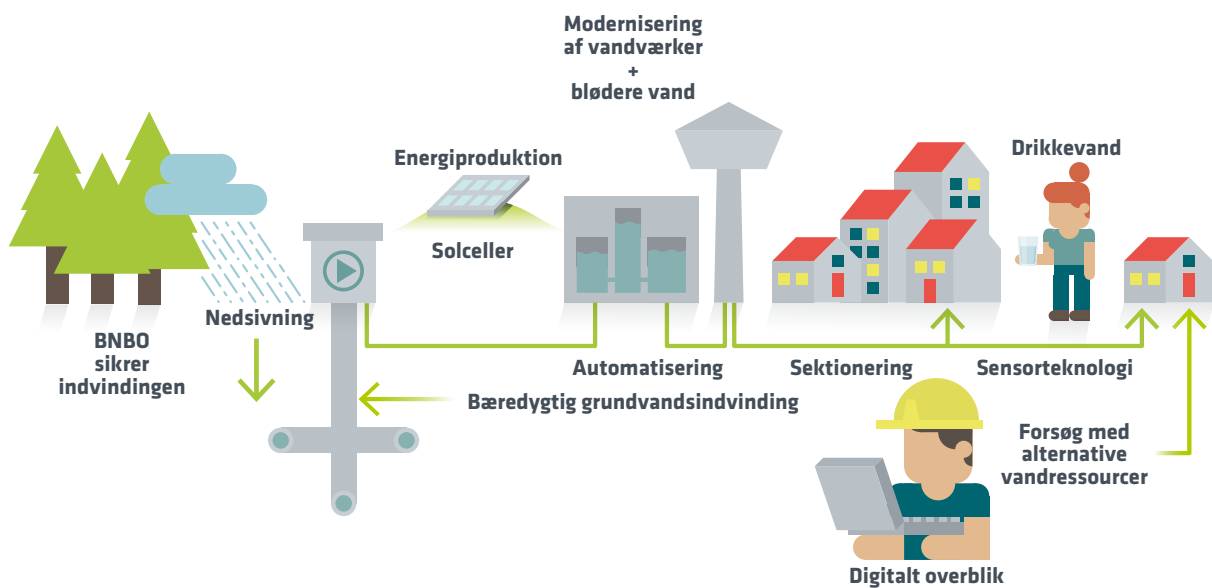 Modernisering
af vandværker
+
blødere vand
Energiproduktion
Drikkevand
Solceller
Nedsivning
BNBO
sikrer
indvindingen
Automatisering
Sektionering
Sensorteknologi
Bæredygtig grundvandsindvinding
Forsøg med
alternative
vandressourcer
Digitalt overblik